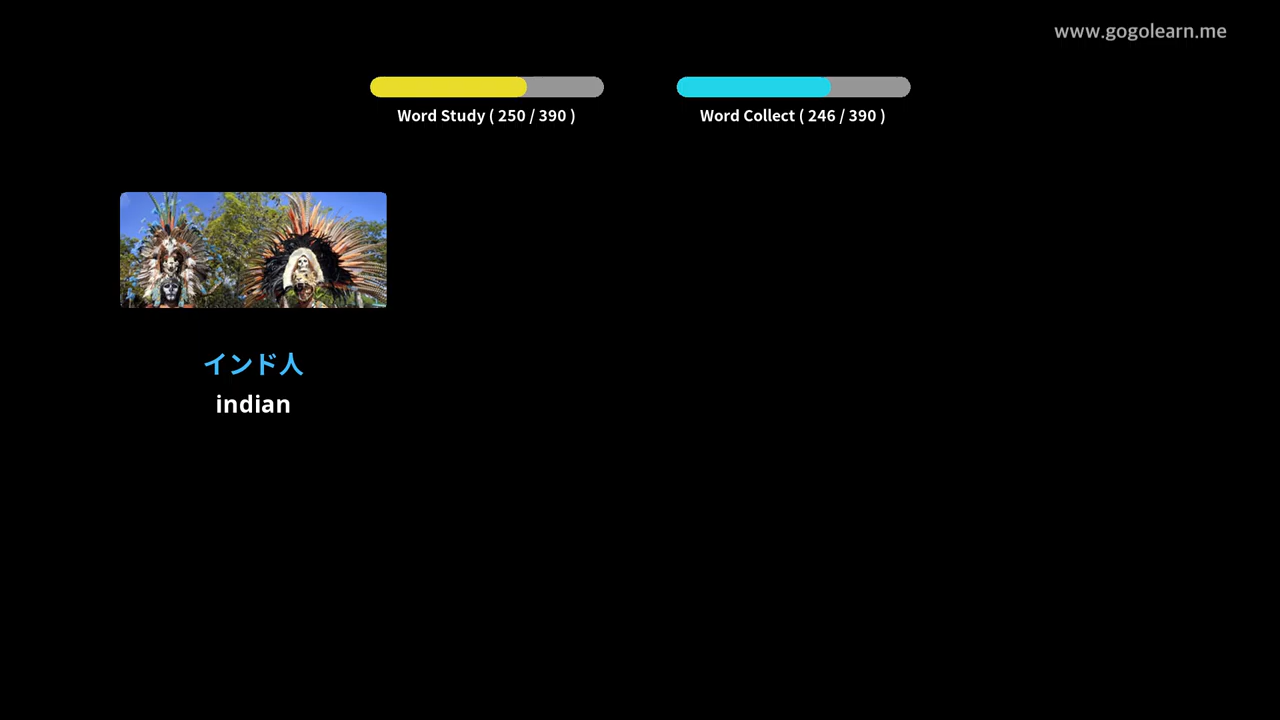 www.gogolearn.me
Word Study ( 250 / 390 )
Word Collect ( 246 / 390 )
インド人
indian